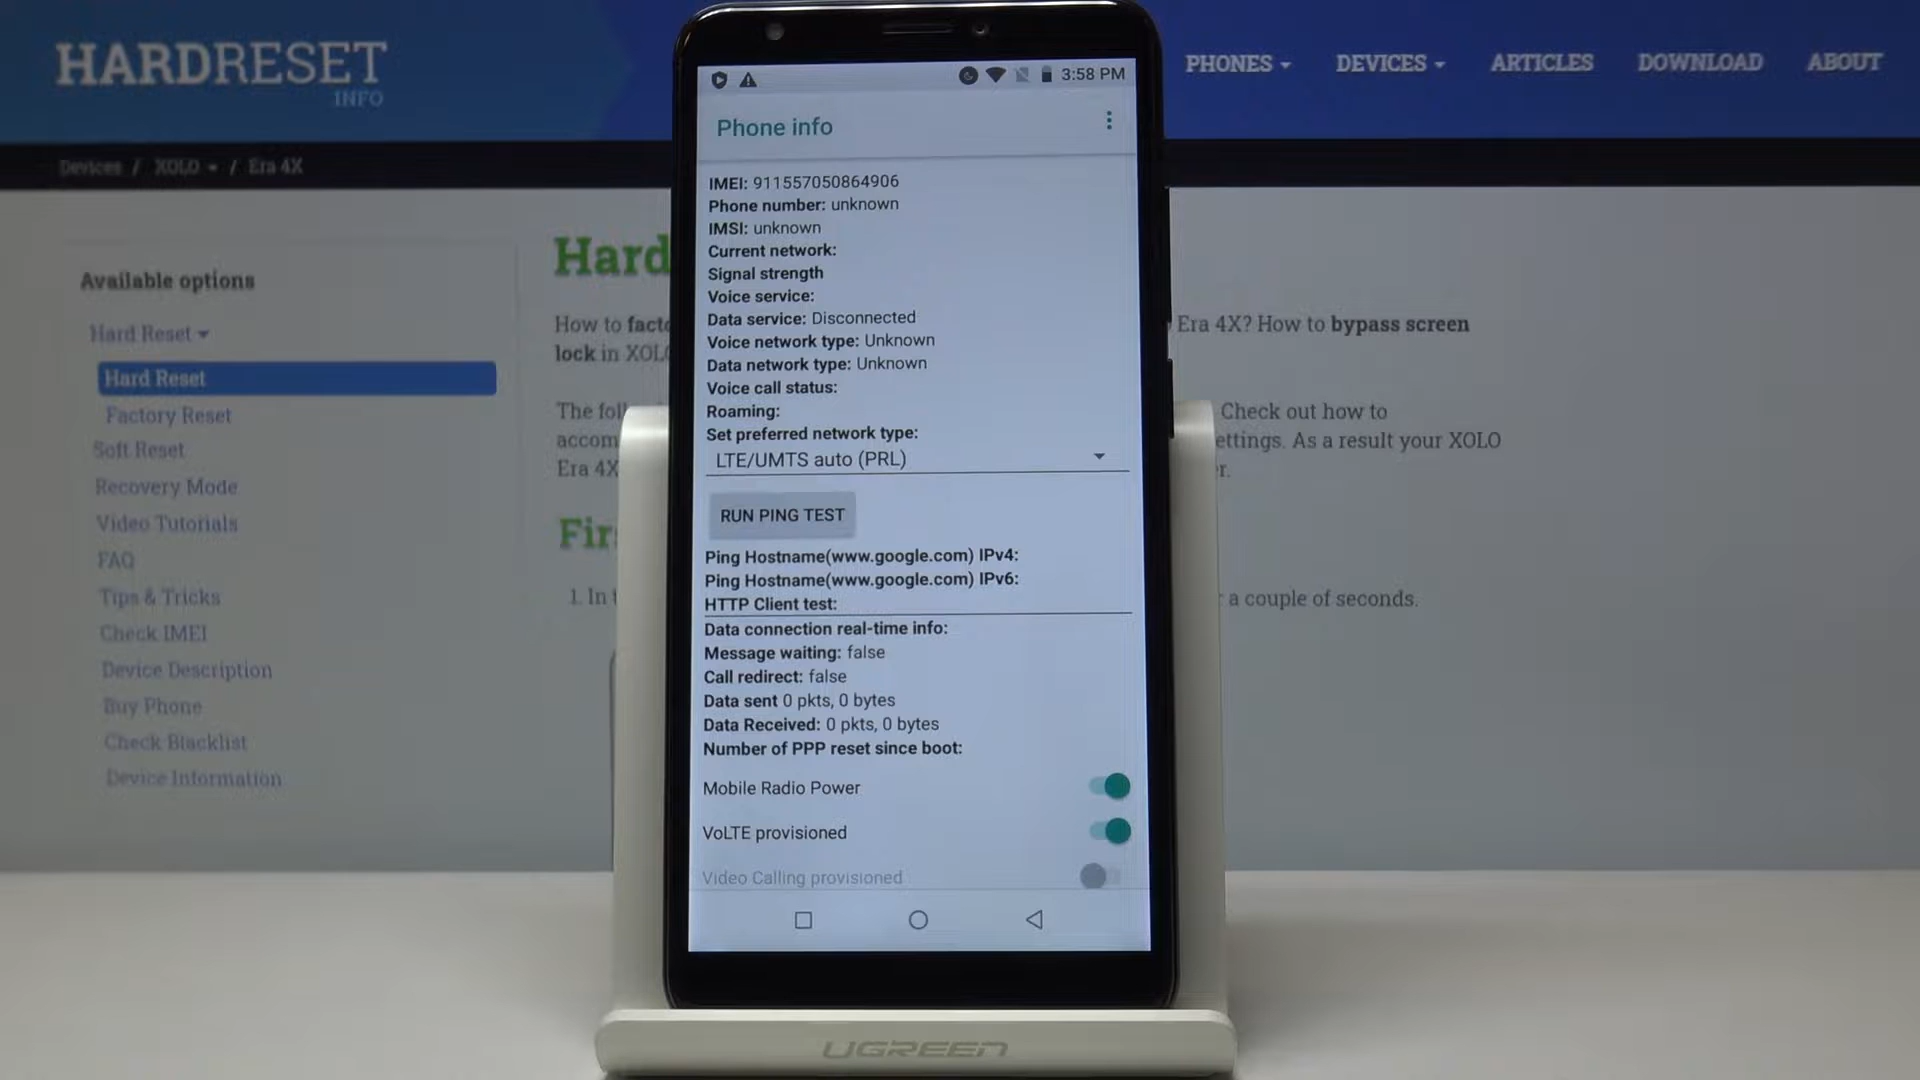 HARDRESET
INFO
PHONES
DEVICES
ARTICLES
DOWNLOAD
ABOUT
Devices / XOLO / Era 4X
Available options
Hard Reset
Hard Reset
Factory Reset
Soft Reset
Recovery Mode
Video Tutorials
FAQ
Tips & Tricks
Check IMEI
Device Description
Buy Phone
Check Blacklist
Device Information
Hard
How to
lock in
The
Era 4X
1. In
3:58 PM
Phone info
IMEI: 911557050864906
Phone number: unknown
IMSI: unknown
Current network:
Signal strength
Voice service:
Data service: Disconnected
Voice network type: Unknown
Data network type: Unknown
Voice call status:
Roaming:
Set preferred network type:
LTE/UMTS auto (PRL)
RUN PING TEST
Ping Hostname(www.google.com) IPv4:
Ping Hostname(www.google.com) IPv6:
HTTP Client test:
Data connection real-time info:
Message waiting: false
Call redirect: false
Data sent 0 pkts, 0 bytes
Data Received: 0 pkts, 0 bytes
Number of PPP reset since boot:
Mobile Radio Power
VoLTE provisioned
Video Calling provisioned
Era 4X? How to bypass screen
Check out how to
ettings. As a result your XOLO
a couple of seconds.
UGREEN